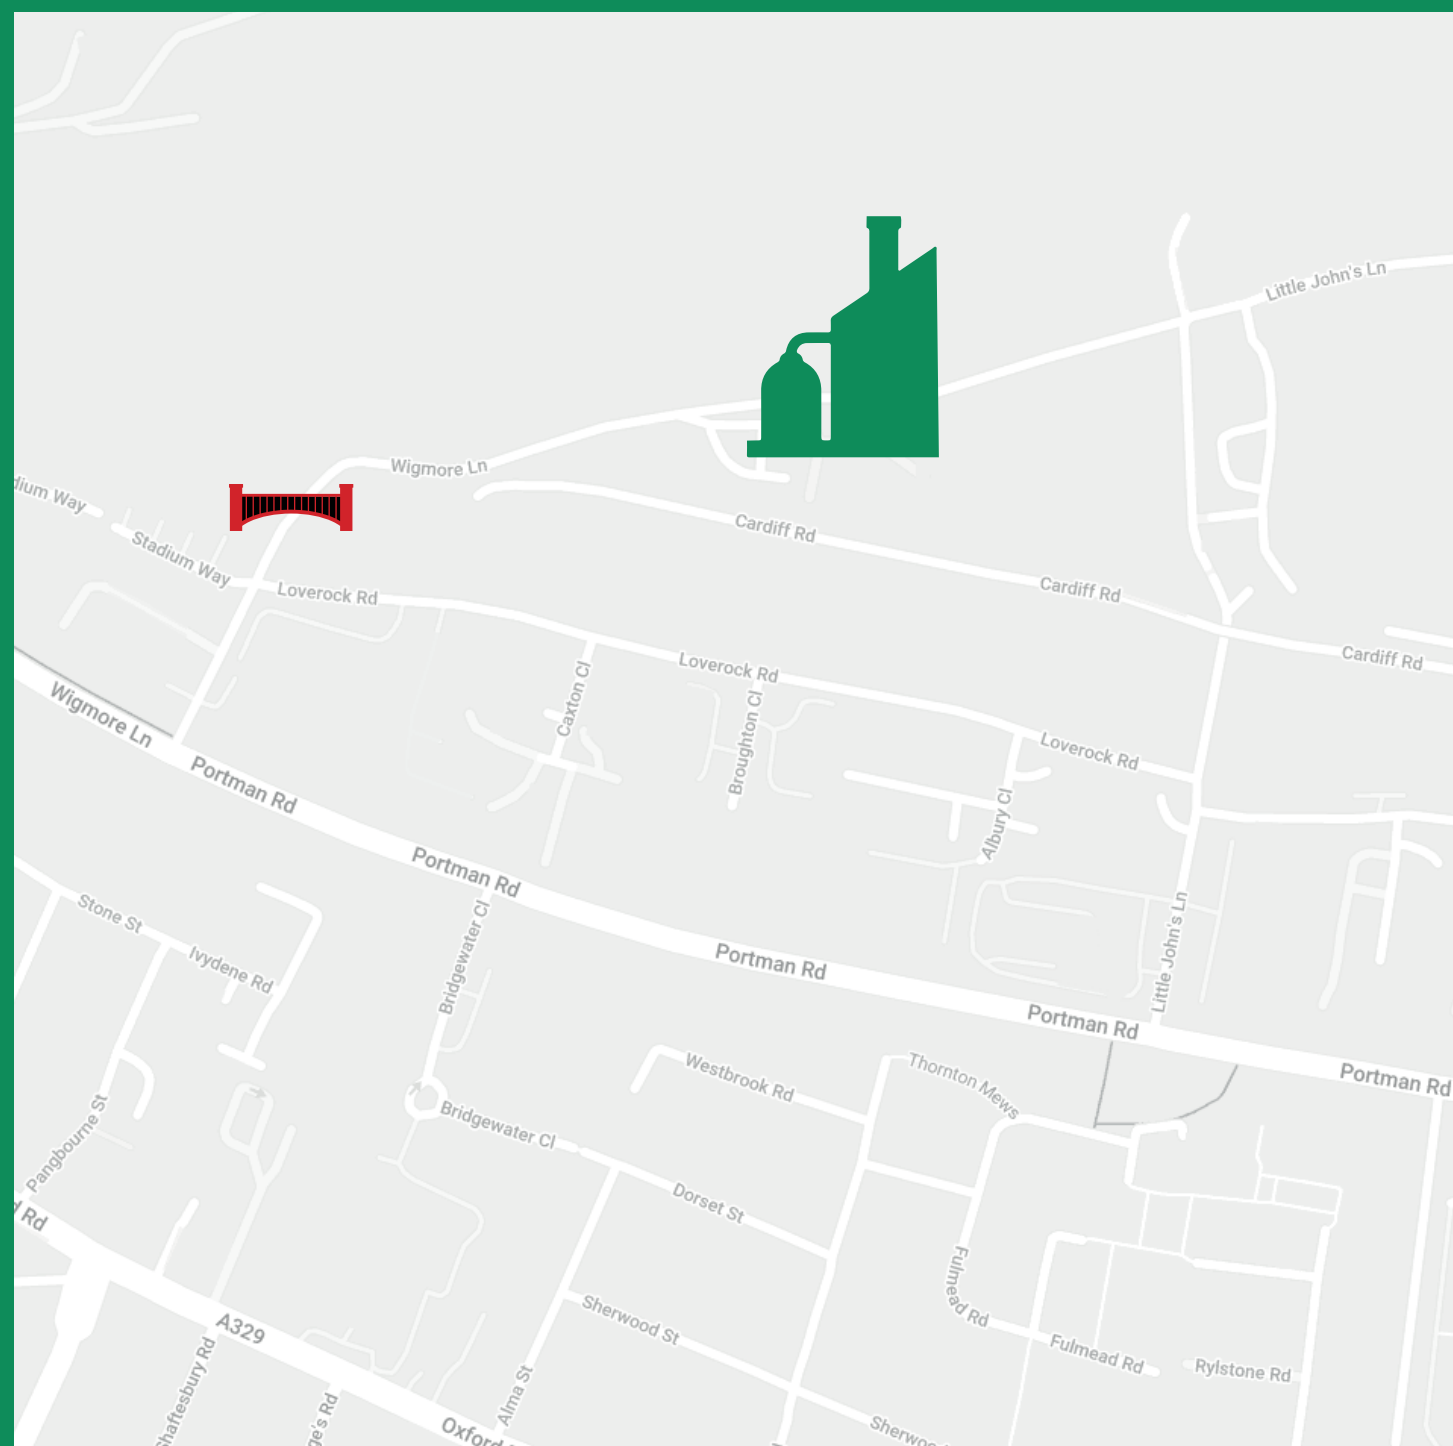 Little John's Ln
Wigmore Ln
dium Way
Cardiff Rd
Stadium Way
Cardiff Rd
Loverock Rd
Cardiff Rd
Loverock Rd
Caxton Cl
Wigmore Ln
Broughton Cl
Loverock Rd
Portman Rd
Albury Cl
Portman Rd
Stone St
Bridgewater Cl
Ivydene Rd
Portman Rd
Little John's Ln
Portman Rd
Thornton Mews
Westbrook Rd
Portman Rd
Bridgewater Cl
Pangbourne St
Dorset St
d Rd
Fulmead Rd
Sherwood St
A329
Fulmead Rd
Rylstone Rd
Shaftesbury Rd
Alma St
ge's Rd
Oxford
Sherwoo